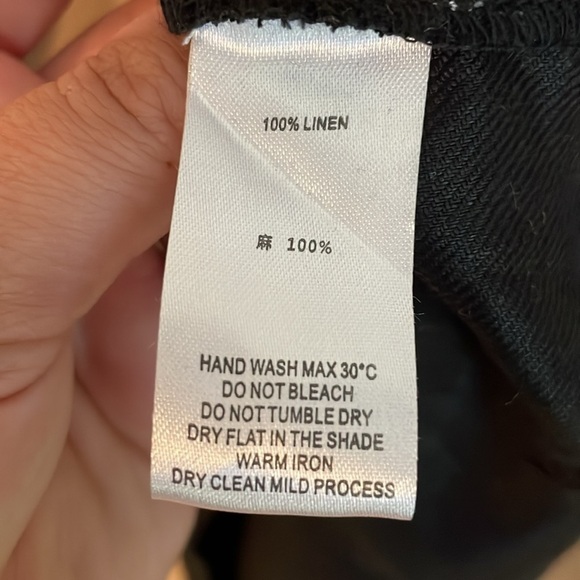 100% LINEN
麻 100%
HAND WASH MAX 30°C
DO NOT BLEACH
DO NOT TUMBLE DRY
DRY FLAT IN THE SHADE
WARM IRON
DRY CLEAN MILD PROCESS